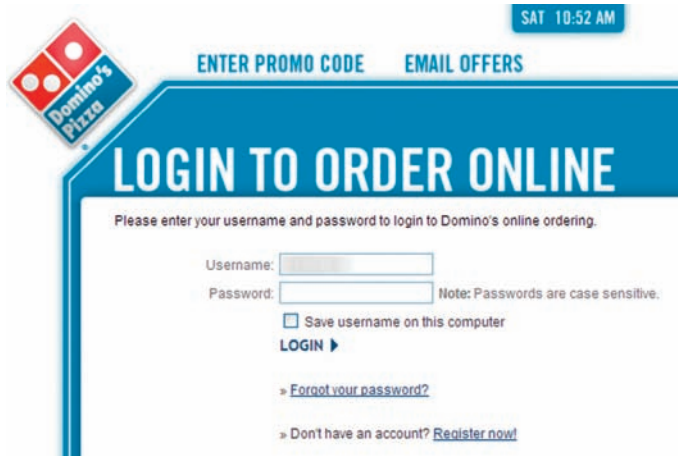 SAT 10:52 AM
Domino's
Pizza
®
ENTER PROMO CODE EMAIL OFFERS
LOGIN TO ORDER ONLINE
Please enter your username and password to login to Domino's online ordering.
Username:
Password: Note: Passwords are case sensitive.
Save username on this computer
LOGIN
» Forgot your password?
» Don't have an account? Register now!